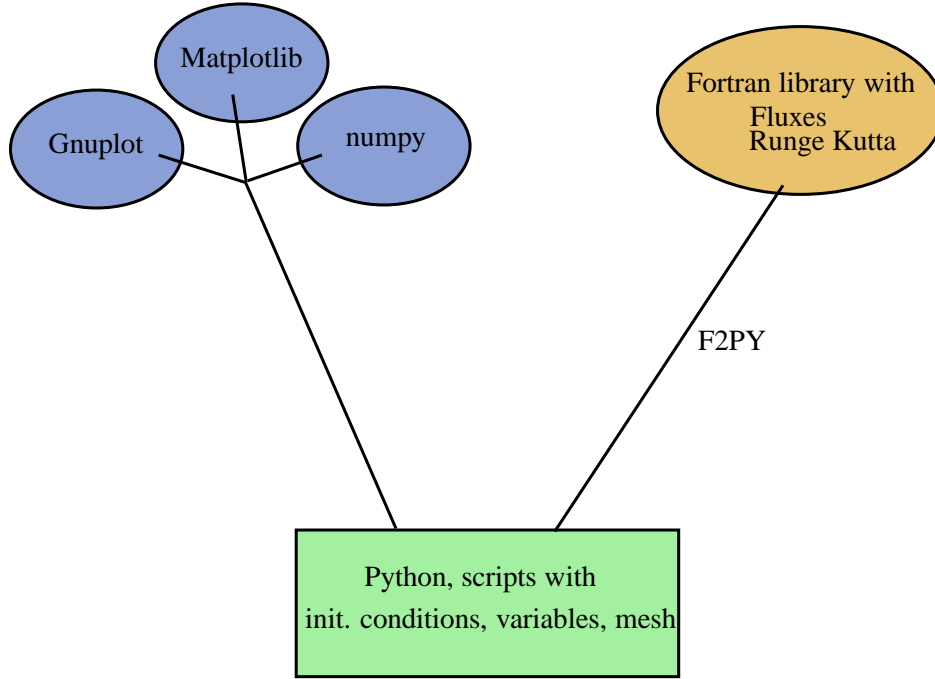 Matplotlib
Gnuplot
numpy
Fortran library with
Fluxes
Runge Kutta
F2PY
Python, scripts with
init. conditions, variables, mesh